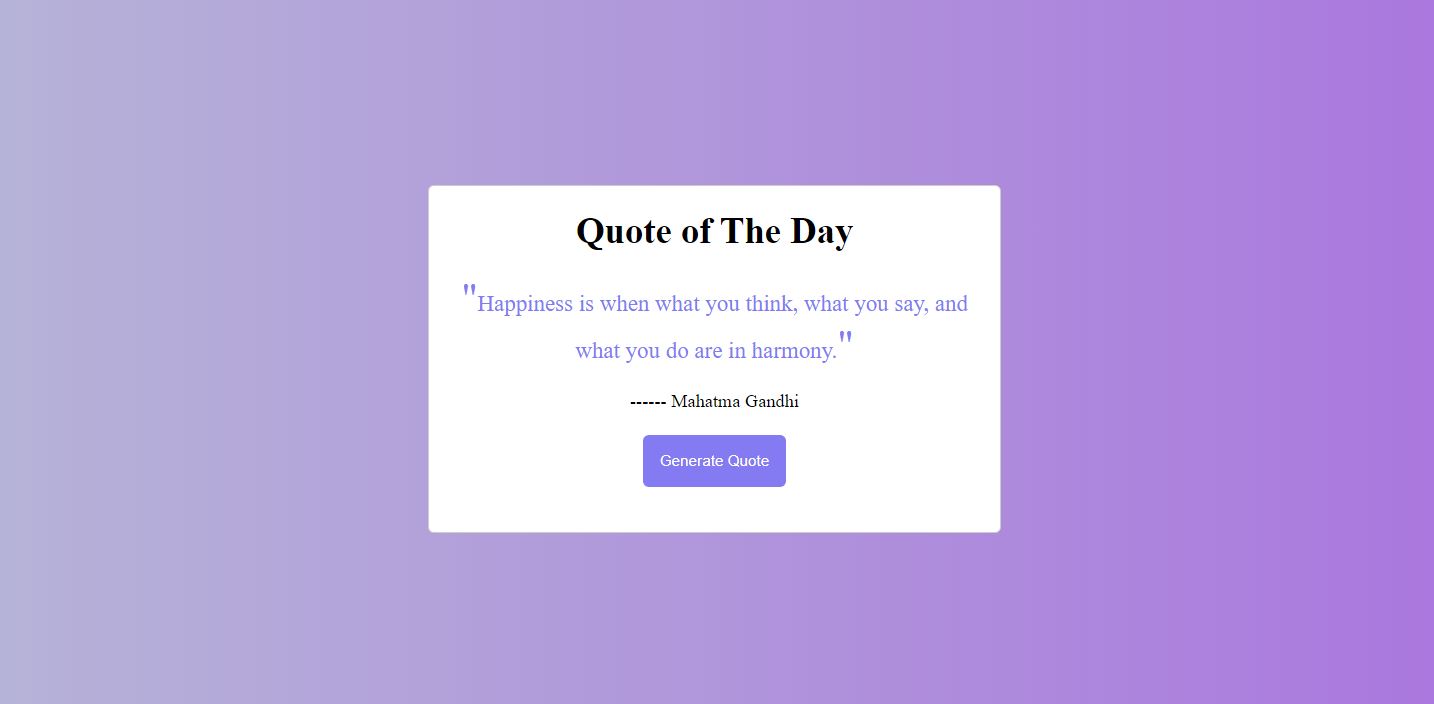 Quote of The Day
"Happiness is when what you think, what you say, and
what you do are in harmony."
------ Mahatma Gandhi
Generate Quote